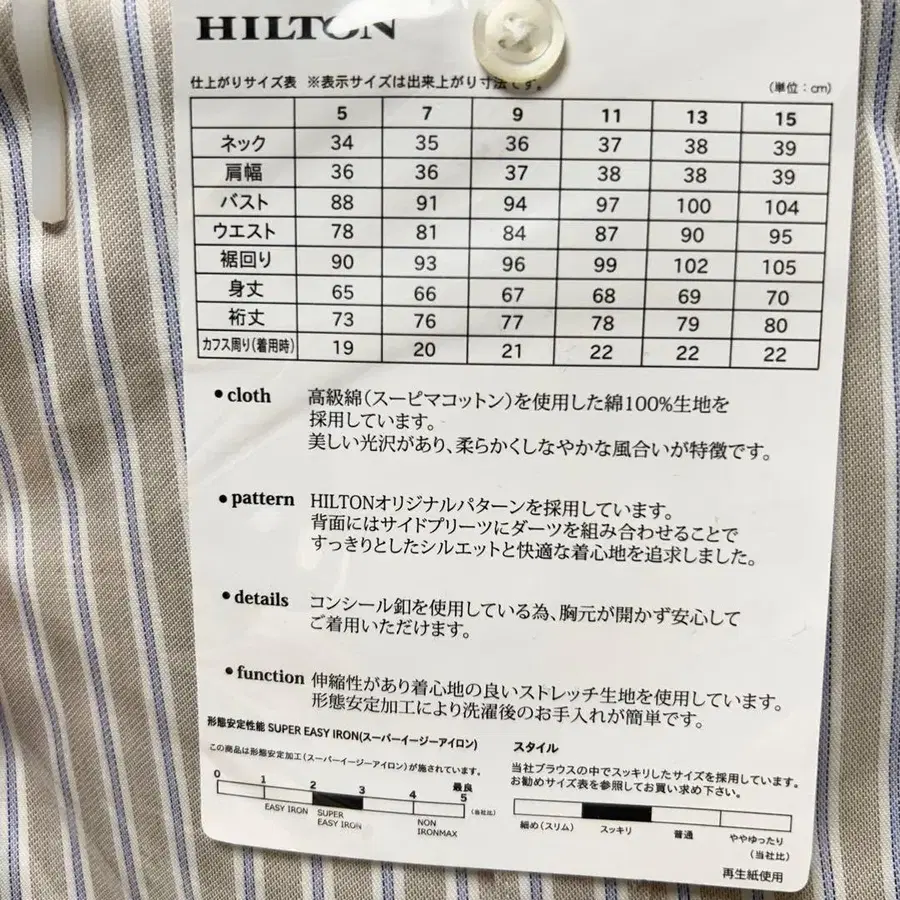 HILTON
仕上がりサイズ表 ※表示サイズは出来上がり寸法です。 (単位:cm)
5 7 9 11 13 15
ネック 34 35 36 37 38 39
肩幅 36 36 37 38 38 39
バスト 88 91 94 97 100 104
ウエスト 78 81 84 87 90 95
裾回り 90 93 96 99 102 105
身丈 65 66 67 68 69 70
裄丈 73 76 77 78 79 80
カフス周り(着用時) 19 20 21 22 22 22
●cloth 高級綿(スーピマコットン)を使用した綿100%生地を
採用しています。
美しい光沢があり、柔らかくしなやかな風合いが特徴です。
●pattern HILTONオリジナルパターンを採用しています。
背面にはサイドプリーツにダーツを組み合わせることで
すっきりとしたシルエットと快適な着心地を追求しました。
●details コンシール釦を使用している為、胸元が開かず安心して
ご着用いただけます。
●function 伸縮性があり着心地の良いストレッチ生地を使用しています。
形態安定加工により洗濯後のお手入れが簡単です。
形態安定性能 SUPER EASY IRON(スーパーイージーアイロン)
この商品は形態安定加工(スーパーイージーアイロン)が施されています。
最良
0 1 2 3 4 5 (当社比)
EASY IRON SUPER EASY IRON NON IRONMAX
スタイル
当社ブラウスの中でスッキリしたサイズを採用しています。
お勧めサイズ表を参照してお買い求め下さい。
細め(スリム) スッキリ 普通 ややゆったり
(当社比)
再生紙使用